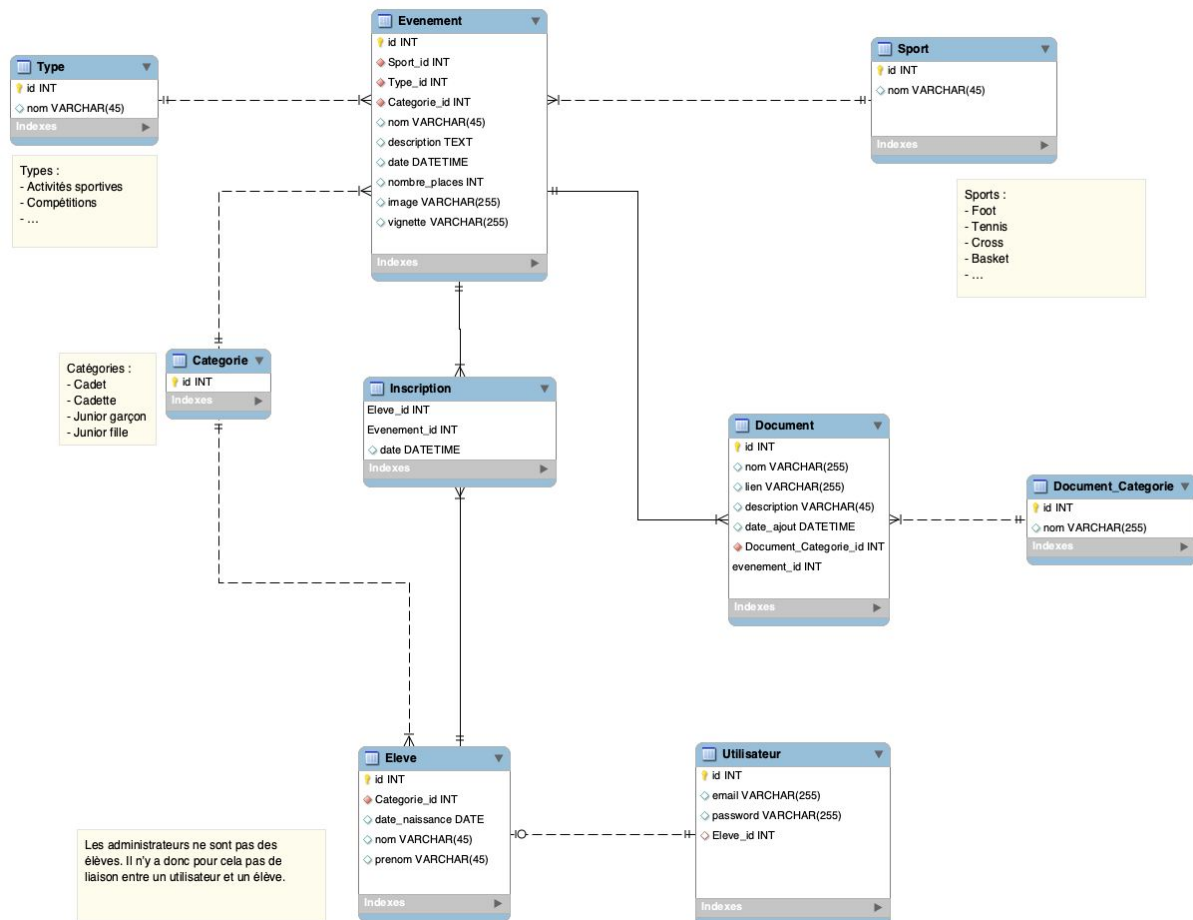 Evenement
id INT
Sport_id INT
Type_id INT
Categorie_id INT
nom VARCHAR(45)
description TEXT
date DATETIME
nombre_places INT
image VARCHAR(255)
vignette VARCHAR(255)
Indexes
Type
id INT
nom VARCHAR(45)
Indexes
Types :
- Activités sportives
- Compétitions
- ...
Sport
id INT
nom VARCHAR(45)
Indexes
Sports :
- Foot
- Tennis
- Cross
- Basket
- ...
Catégories :
- Cadet
- Cadette
- Junior garçon
- Junior fille
Categorie
id INT
Indexes
Inscription
Eleve_id INT
Evenement_id INT
date DATETIME
Indexes
Document
id INT
nom VARCHAR(255)
lien VARCHAR(255)
description VARCHAR(45)
date_ajout DATETIME
Document_Categorie_id INT
evenement_id INT
Indexes
Document_Categorie
id INT
nom VARCHAR(255)
Indexes
Eleve
id INT
Categorie_id INT
date_naissance DATE
nom VARCHAR(45)
prenom VARCHAR(45)
Indexes
Utilisateur
id INT
email VARCHAR(255)
password VARCHAR(255)
Eleve_id INT
Indexes
Les administrateurs ne sont pas des
élèves. Il n'y a donc pour cela pas de
liaison entre un utilisateur et un élève.